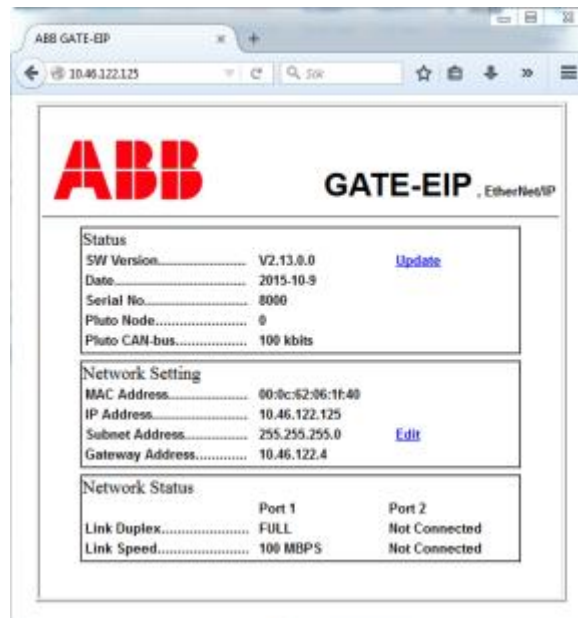 ABB GATE-EIP
10.46.122.125
Sök
ABB
GATE-EIP , EtherNet/IP
Status
SW Version........................ V2.13.0.0 Update
Date........................ 2015-10-9
Serial No........................ 8000
Pluto Node........................ 0
Pluto CAN-bus........................ 100 kbits
Network Setting
MAC Address........................ 00:0c:62:06:1f:40
IP Address........................ 10.46.122.125
Subnet Address........................ 255.255.255.0 Edit
Gateway Address............. 10.46.122.4
Network Status
Port 1 Port 2
Link Duplex........................ FULL Not Connected
Link Speed........................ 100 MBPS Not Connected